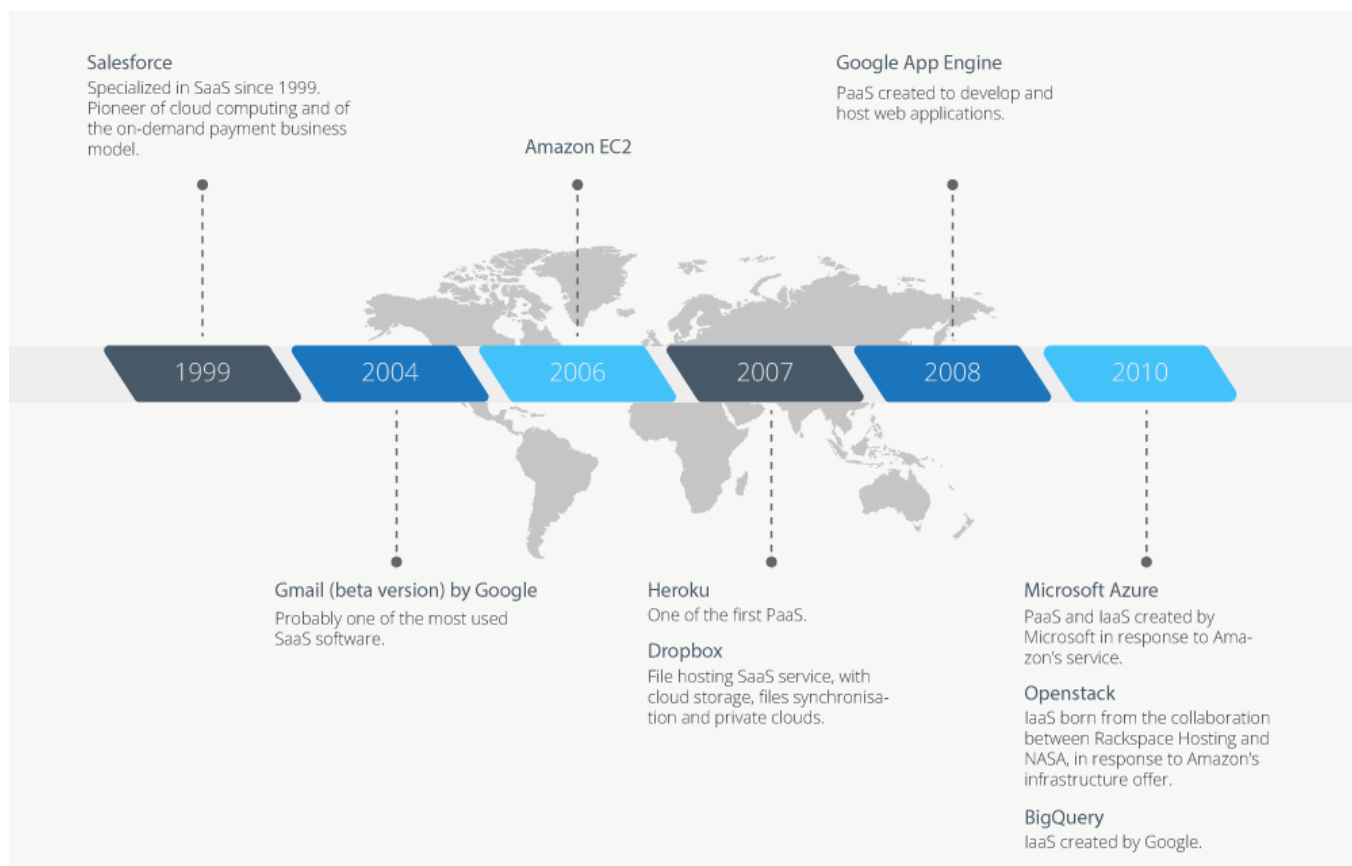 Salesforce
Specialized in SaaS since 1999.
Pioneer of cloud computing and of
the on-demand payment business
model.
Amazon EC2
Google App Engine
PaaS created to develop and
host web applications.
1999
2004
2006
2007
2008
2010
Gmail (beta version) by Google
Probably one of the most used
SaaS software.
Heroku
One of the first PaaS.
Dropbox
File hosting SaaS service, with
cloud storage, files synchronisa-
tion and private clouds.
Microsoft Azure
PaaS and IaaS created by
Microsoft in response to Ama-
zon's service.
Openstack
IaaS born from the collaboration
between Rackspace Hosting and
NASA, in response to Amazon's
infrastructure offer.
BigQuery
IaaS created by Google.